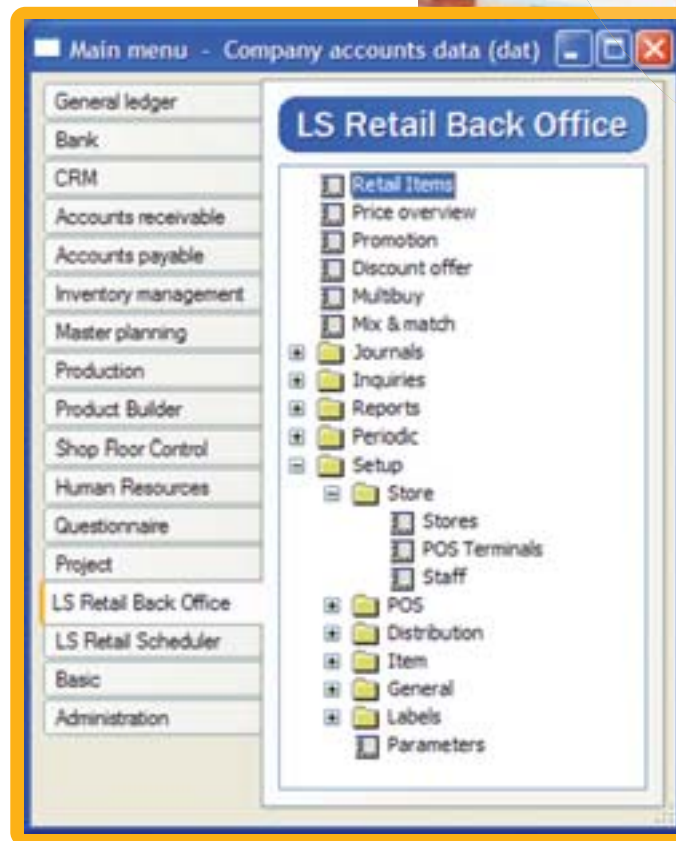 Main menu - Company accounts data (dat)
General ledger
Bank
CRM
Accounts receivable
Accounts payable
Inventory management
Master planning
Production
Product Builder
Shop Floor Control
Human Resources
Questionnaire
Project
LS Retail Back Office
LS Retail Scheduler
Basic
Administration
LS Retail Back Office
Retail Items
Price overview
Promotion
Discount offer
Multibuy
Mix & match
Journals
Inquiries
Reports
Periodic
Setup
Store
Stores
POS Terminals
Staff
POS
Distribution
Item
General
Labels
Parameters